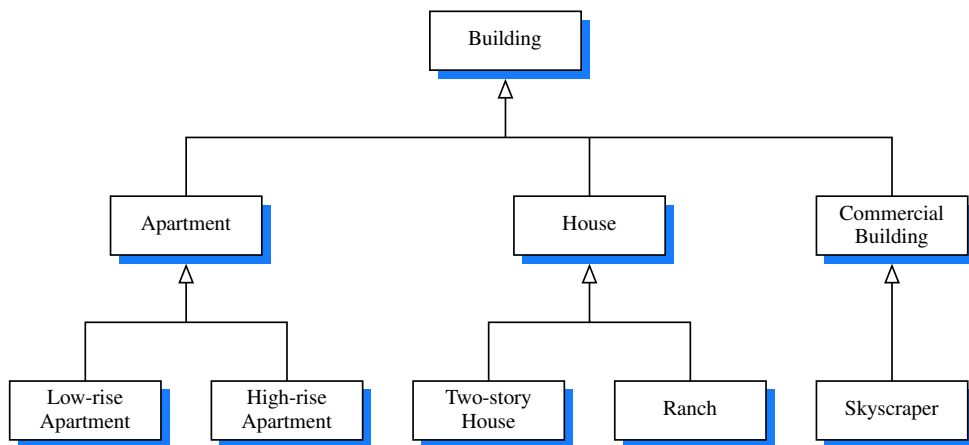 Building
Apartment
House
Commercial
Building
Low-rise
Apartment
High-rise
Apartment
Two-story
House
Ranch
Skyscraper